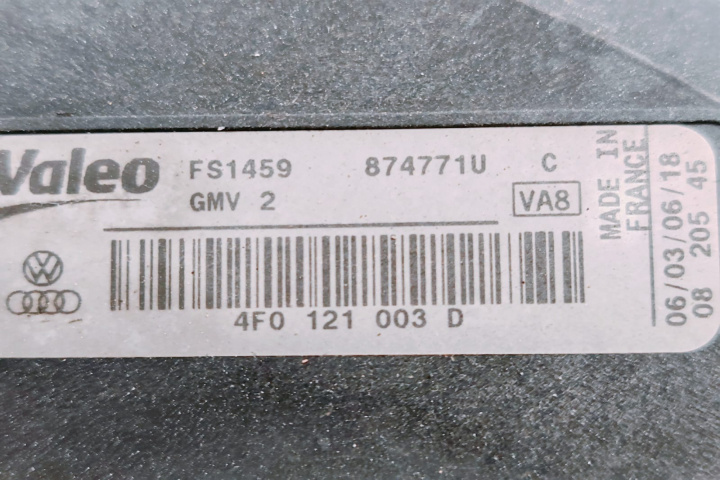 Valeo FS1459 874771U C
GMV 2 VA8
4F0 121 003 D
MADE IN
FRANCE
06/03/06/18
08 205 45